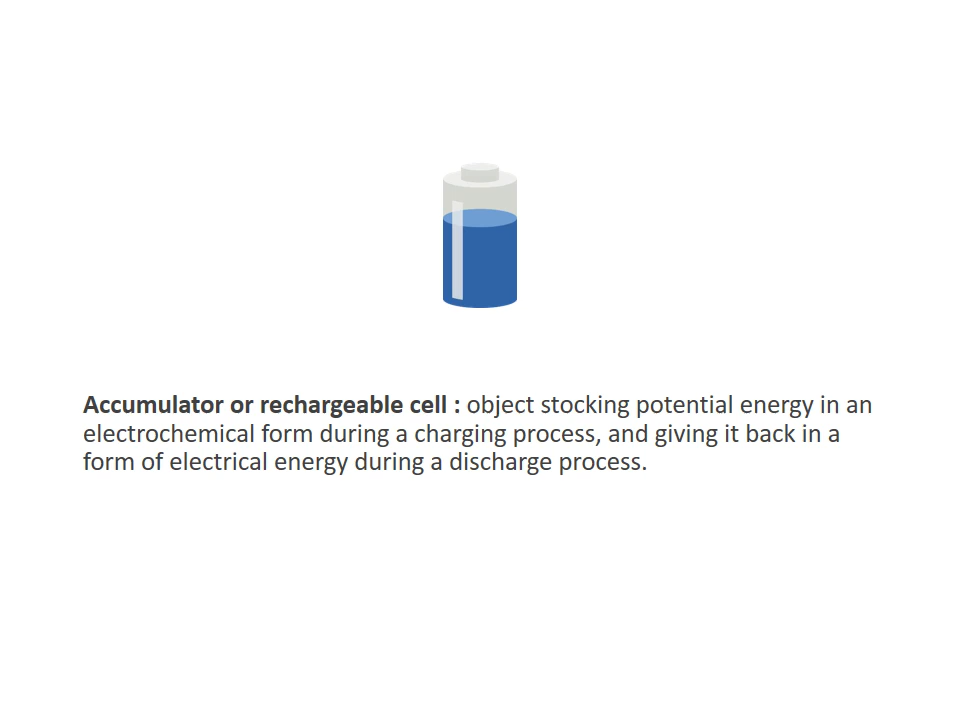 Accumulator or rechargeable cell : object stocking potential energy in an
electrochemical form during a charging process, and giving it back in a
form of electrical energy during a discharge process.